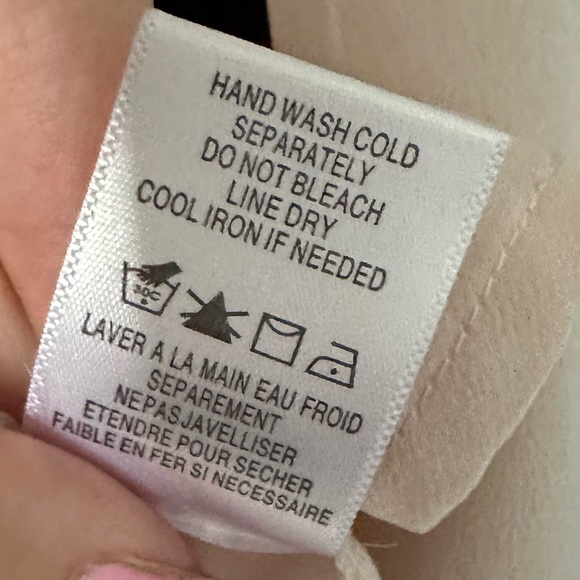 HAND WASH COLD
SEPARATELY
DO NOT BLEACH
LINE DRY
COOL IRON IF NEEDED
30C
LAVER A LA MAIN EAU FROID
SEPAREMENT
NEPASJAVELLISER
ETENDRE POUR SECHER
FAIBLE EN FER SI NECESSAIRE